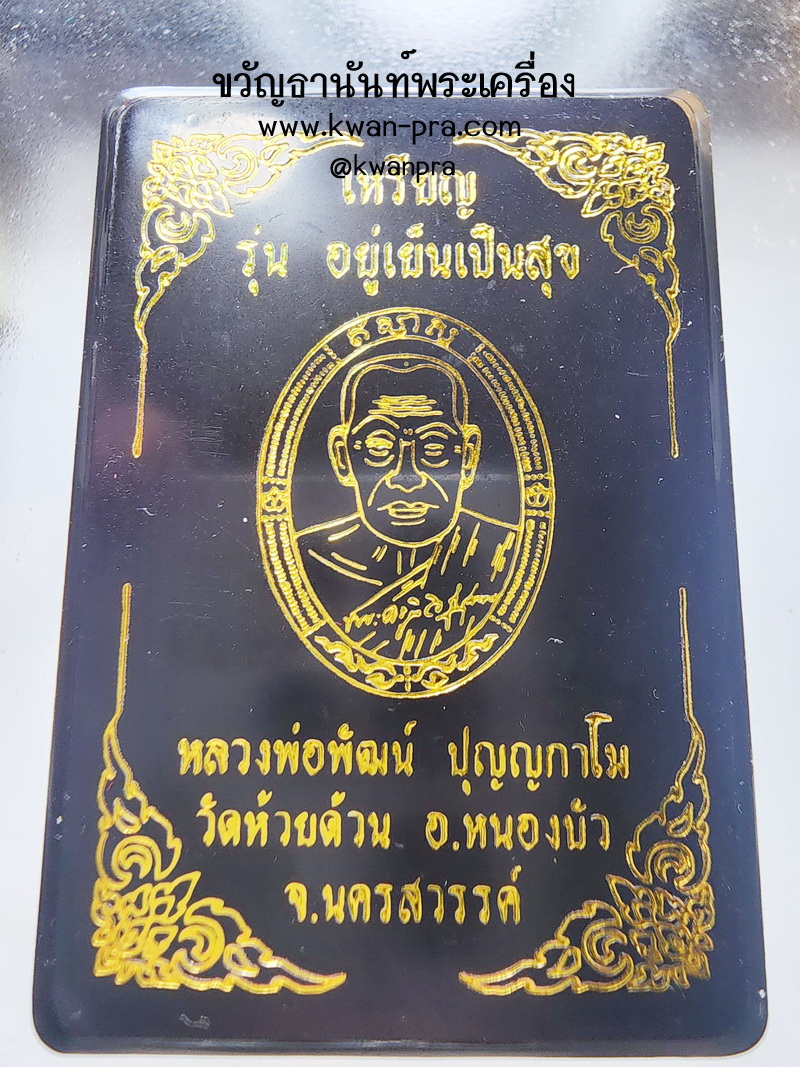 ขวัญธานันท์พระเครื่อง
www.kwan-pra.com
@kwanpra
เหรียญ
รุ่น อยู่เย็นเป็นสุข
หลวงพ่อพัฒน์ ปุญญกาโม
วัดห้วยด้วน อ.หนองบัว
จ.นครสวรรค์